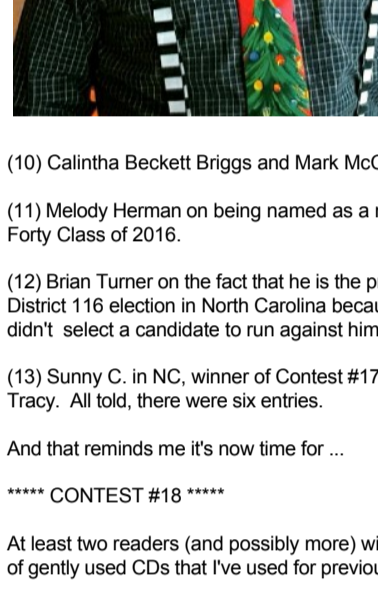 (10) Calintha Beckett Briggs and Mark
(11) Melody Herman on being named as a
Forty Class of 2016.
(12) Brian Turner on the fact that he is the
District 116 election in North Carolina
didn't select a candidate to run against him
(13) Sunny C. in NC, winner of Contest #17
Tracy. All told, there were six entries.
And that reminds me it's now time for ...
***** CONTEST #18 *****
At least two readers (and possibly more)
of gently used CDs that I've used for